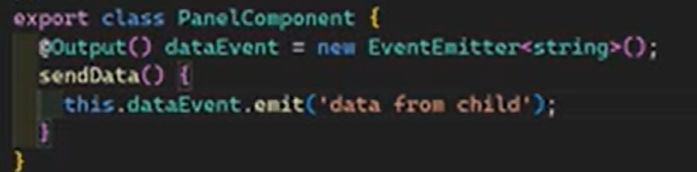 export class PanelComponent {
@Output() dataEvent = new EventEmitter<string>();
sendData() {
this.dataEvent.emit('data from child');
}
}